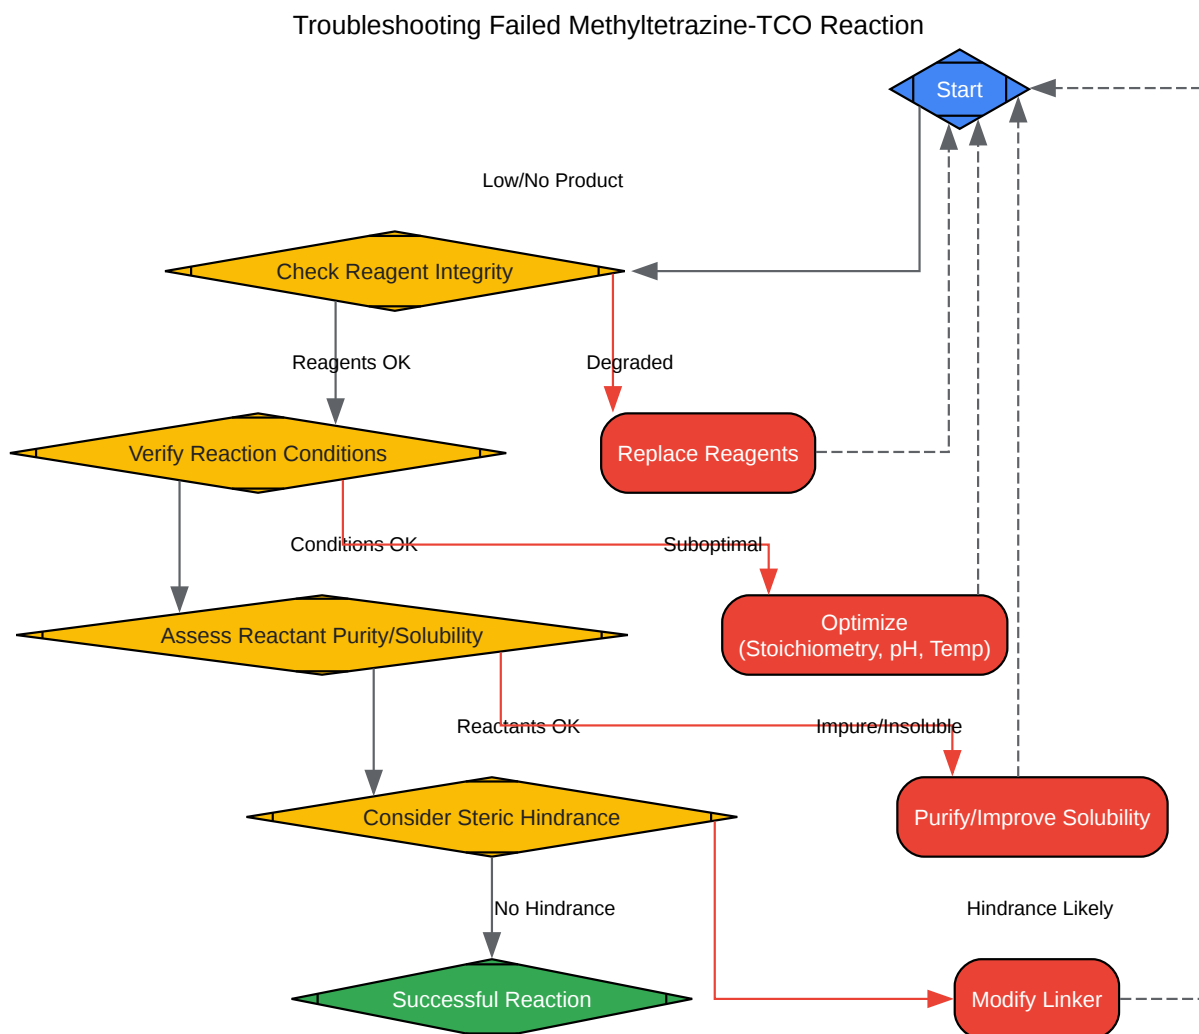 Troubleshooting Failed Methyltetrazine-TCO Reaction
Start
Low/No Product
Check Reagent Integrity
Reagents OK
Degraded
Verify Reaction Conditions
Replace Reagents
Conditions OK
Suboptimal
Assess Reactant Purity/Solubility
Optimize
(Stoichiometry, pH, Temp)
Reactants OK
Impure/Insoluble
Consider Steric Hindrance
Purify/Improve Solubility
No Hindrance
Hindrance Likely
Successful Reaction
Modify Linker